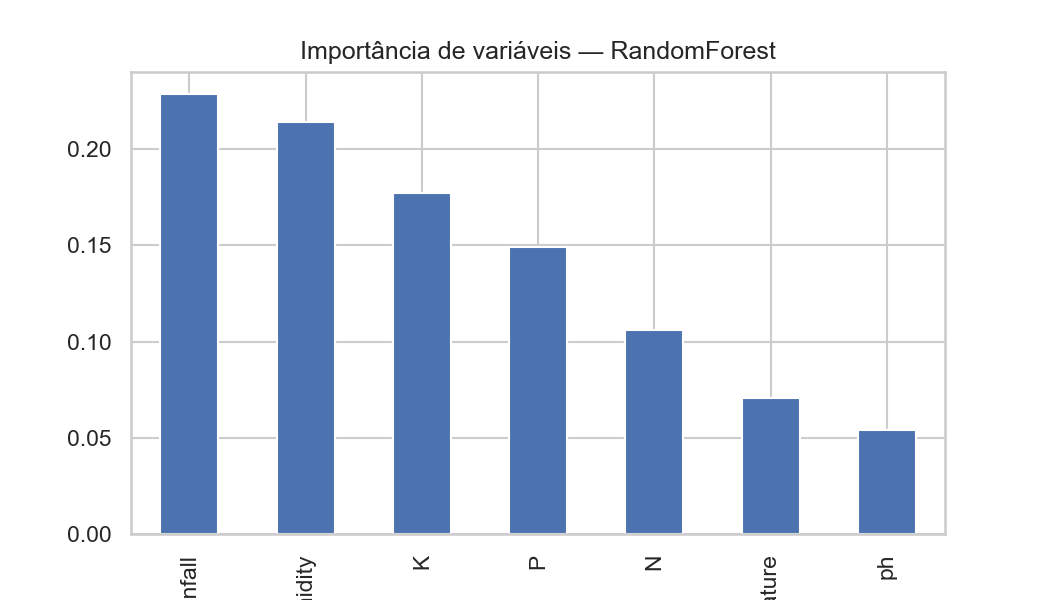 Importância de variáveis — RandomForest
0.20
0.15
0.10
0.05
0.00
nfall
idity
K
P
N
ature
ph